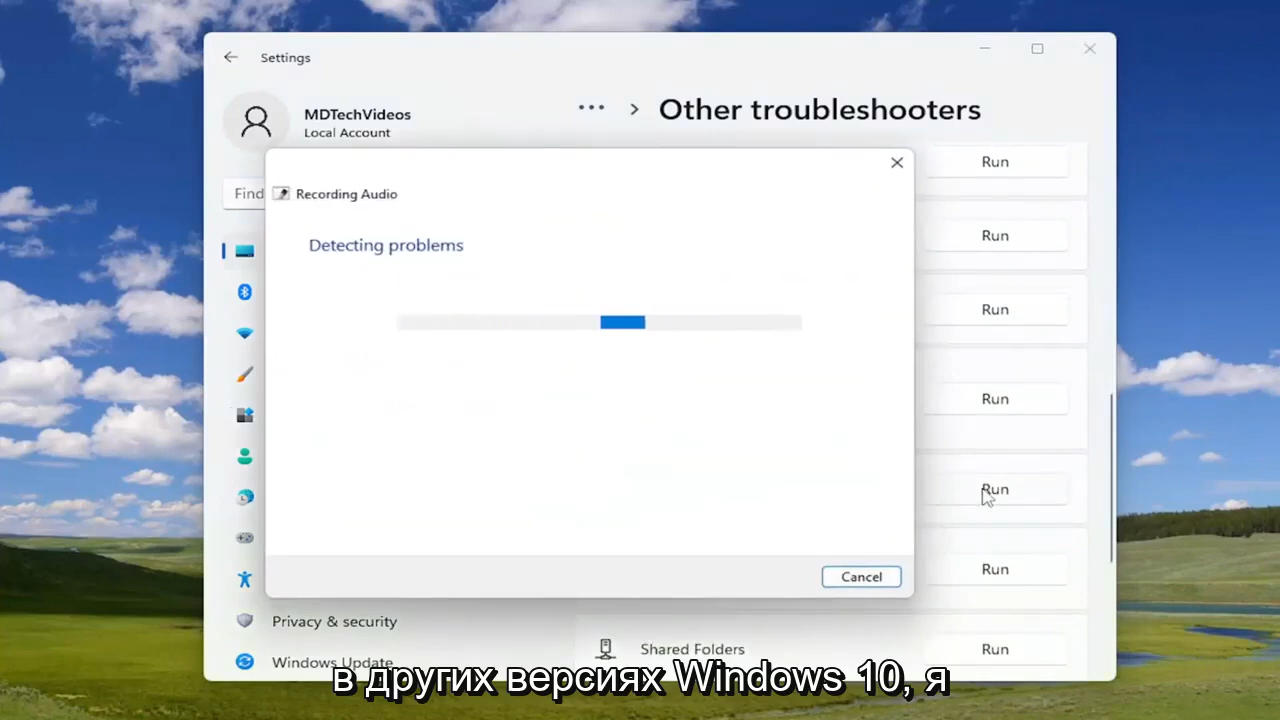 Settings
MDTechVideos
Local Account
••• > Other troubleshooters
Find
Run
Recording Audio
Detecting problems
Run
Run
Run
Run
Cancel
Run
Privacy & security
Shared Folders
Run
Windows Update
в других версиях Windows 10, я